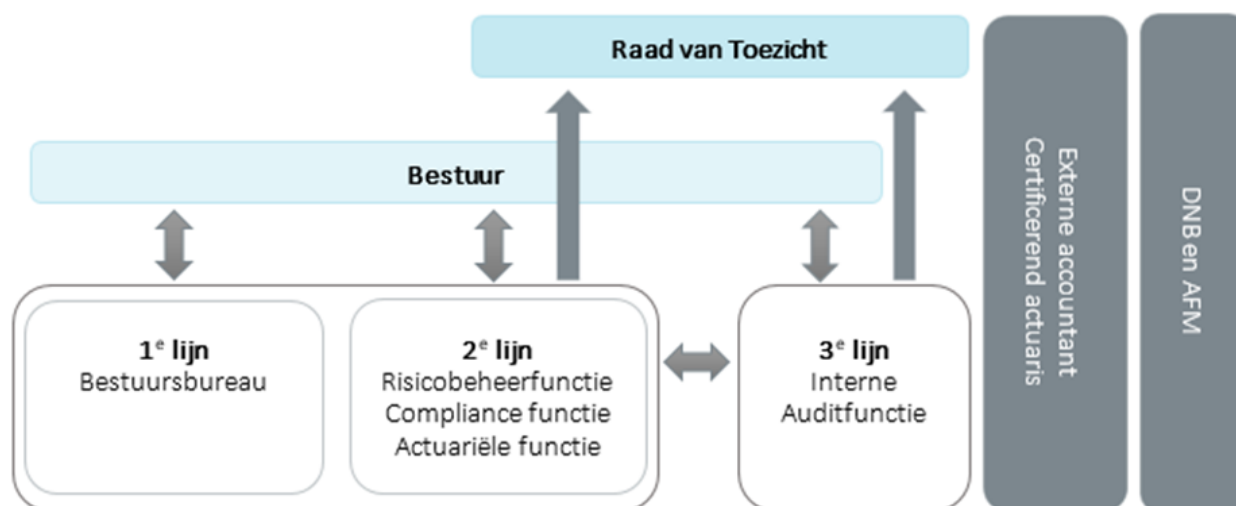 Raad van Toezicht
Bestuur
1e lijn
Bestuursbureau
2e lijn
Risicobeheerfunctie
Compliance functie
Actuariële functie
3e lijn
Interne
Auditfunctie
Externe accountant
Certificerend actuaris
DNB en AFM